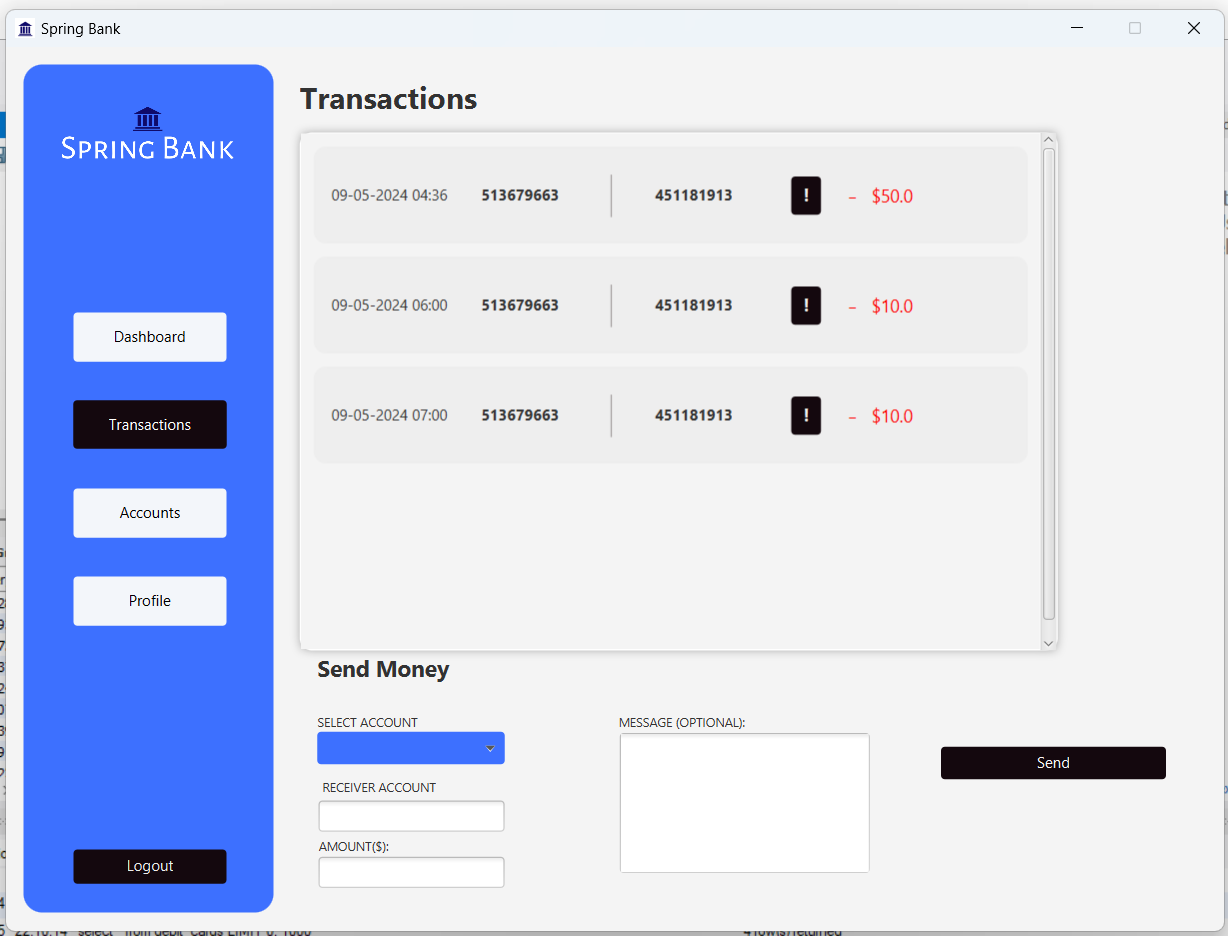 Spring Bank
SPRING BANK
Dashboard
Transactions
Accounts
Profile
Logout
Transactions
09-05-2024 04:36 513679663 451181913 ! – $50.0
09-05-2024 06:00 513679663 451181913 ! – $10.0
09-05-2024 07:00 513679663 451181913 ! – $10.0
Send Money
SELECT ACCOUNT
RECEIVER ACCOUNT
AMOUNT($):
MESSAGE (OPTIONAL):
Send